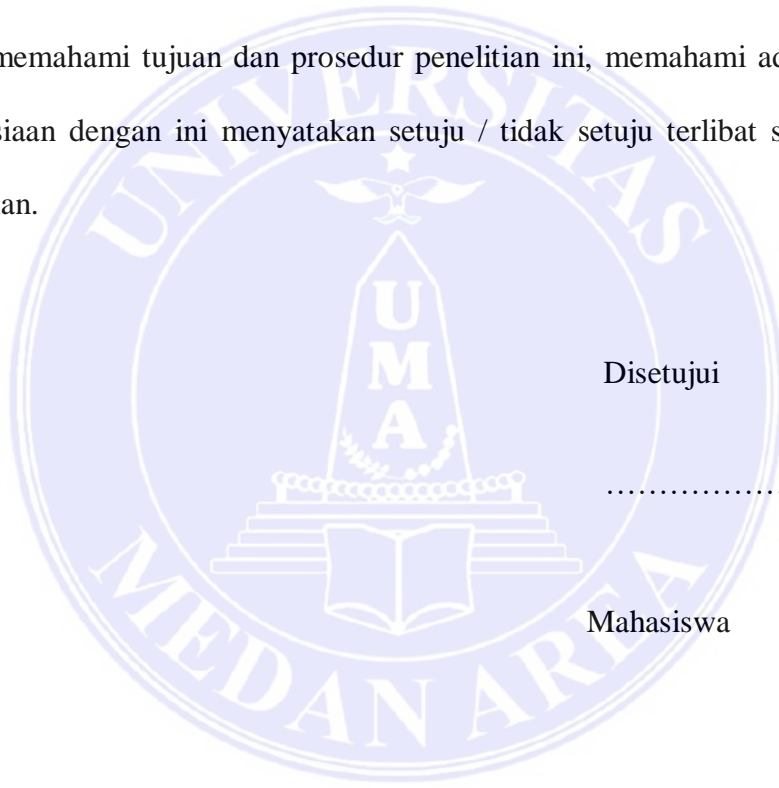 memahami tujuan dan prosedur penelitian ini, memahami
siaan dengan ini menyatakan setuju / tidak setuju terlibat
an.
UNIVERSITAS
UMA
Disetujui
………………
Mahasiswa
MEDAN AREA